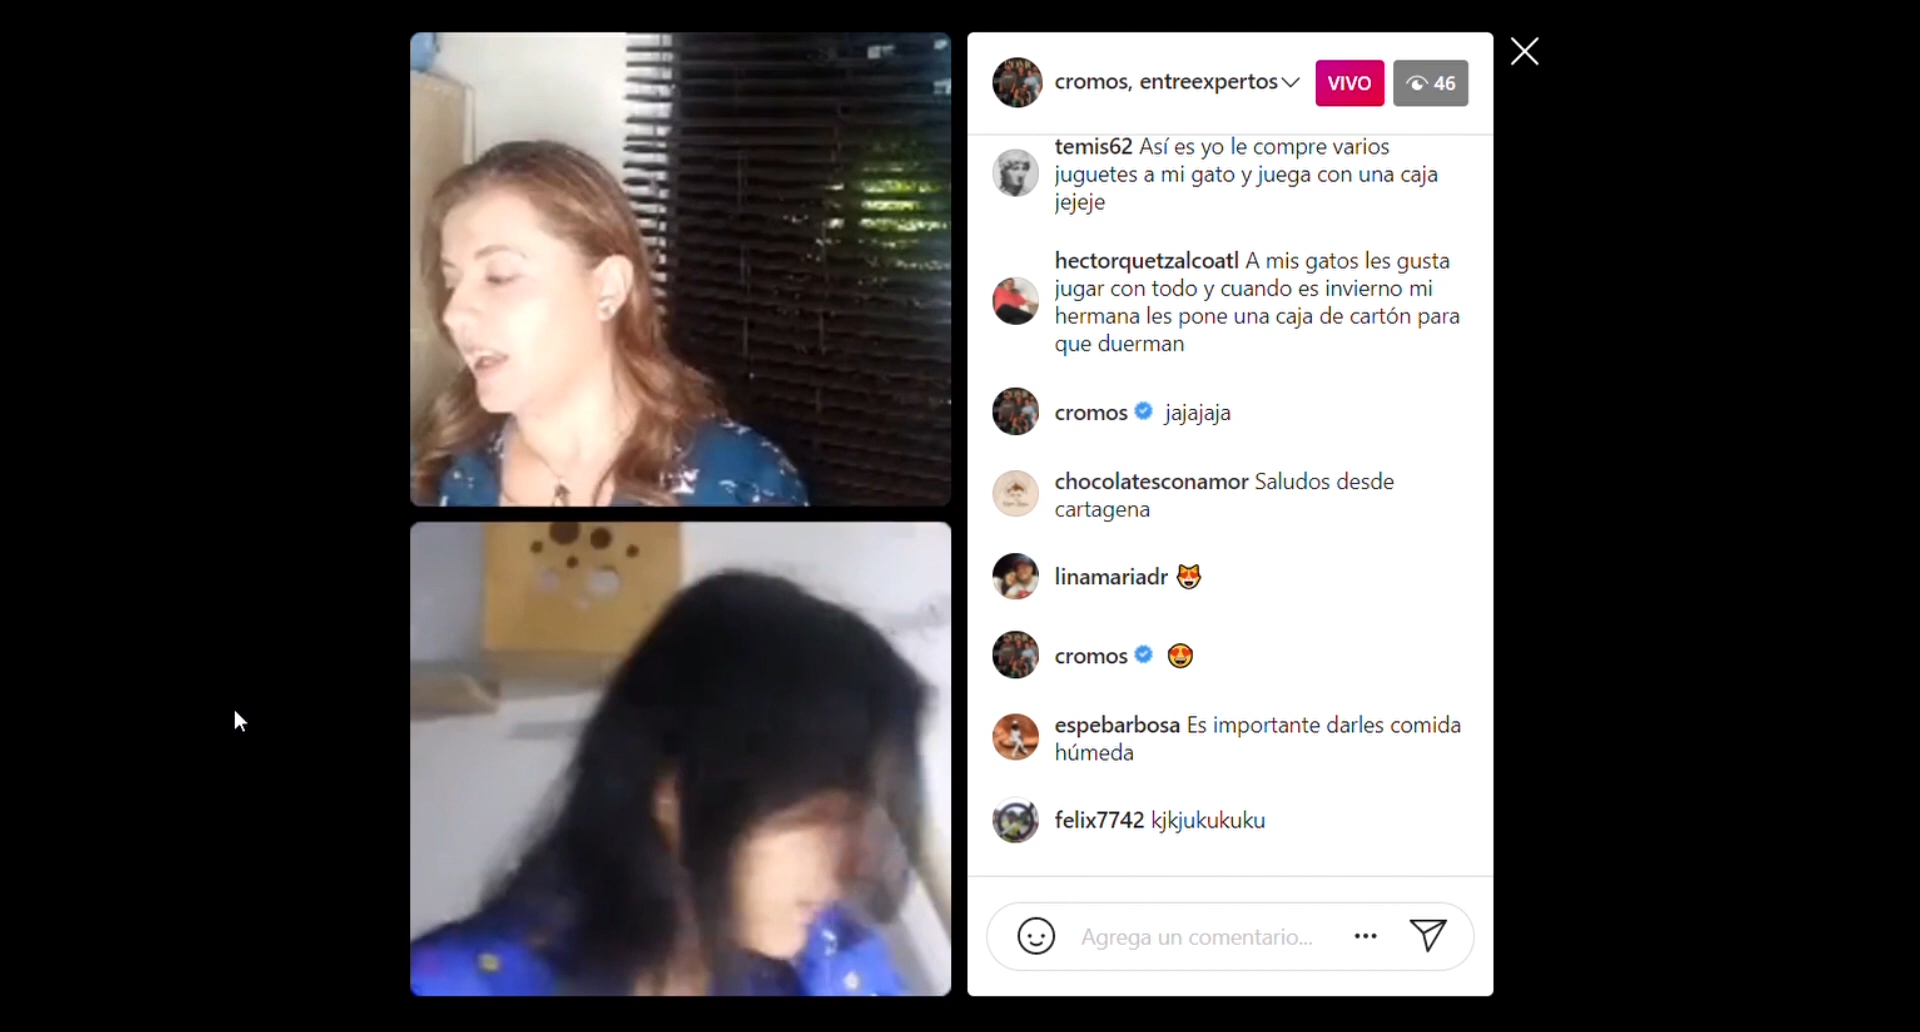 cromos, entreexpertos
VIVO
46
temis62 Así es yo le compre varios
juguetes a mi gato y juega con una caja
jejeje
hectorquetzalcoatl A mis gatos les gusta
jugar con todo y cuando es invierno mi
hermana les pone una caja de cartón para
que duerman
cromos jajajaja
chocolatesconamor Saludos desde
cartagena
linamariadr 😻
cromos 😍
espebarbosa Es importante darles comida
húmeda
felix7742 kjkjukukuku
Agrega un comentario...